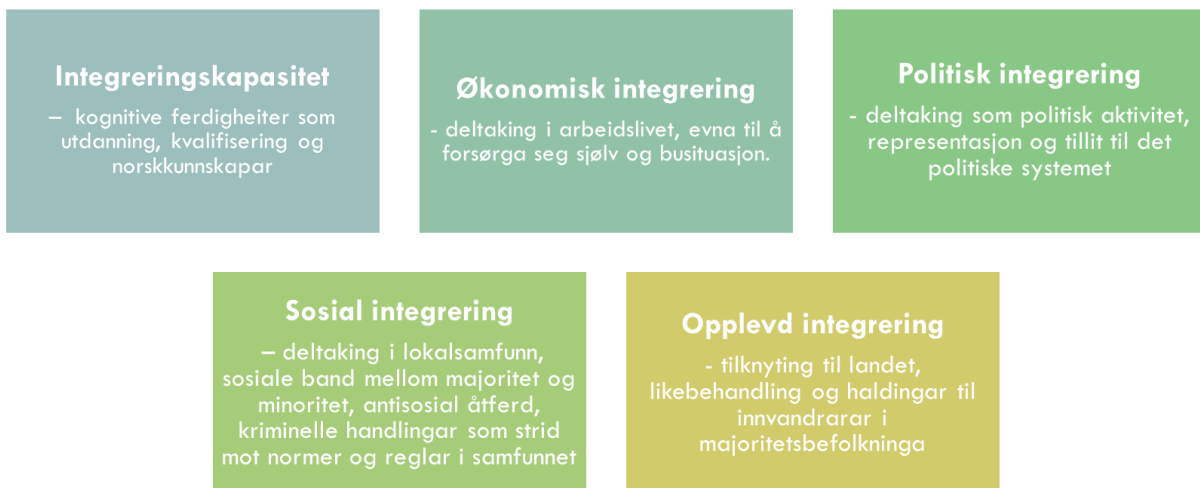 Integreringskapasitet
– kognitive ferdigheiter som
utdanning, kvalifisering og
norskkunnskapar
Økonomisk integrering
- deltaking i arbeidslivet, evna til å
forsørga seg sjølv og busituasjon.
Politisk integrering
- deltaking som politisk aktivitet,
representasjon og tillit til det
politiske systemet
Sosial integrering
– deltaking i lokalsamfunn,
sosiale band mellom majoritet og
minoritet, antisosial åtferd,
kriminelle handlingar som strid
mot normer og reglar i samfunnet
Opplevd integrering
- tilknyting til landet,
likebehandling og haldingar til
innvandrarar i
majoritetsbefolkninga